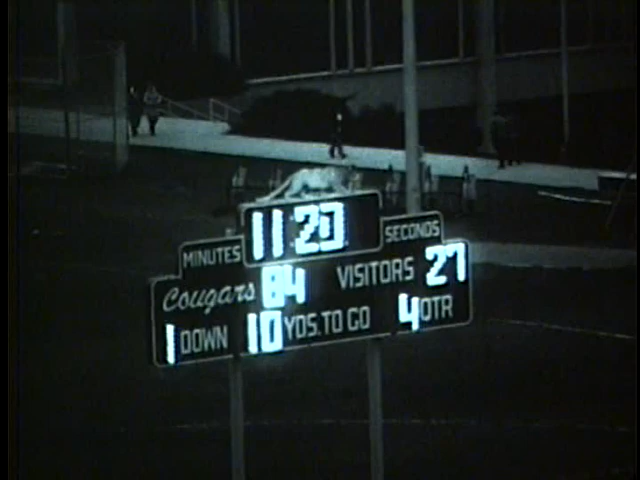 MINUTES 11:20 SECONDS
Cougars 84 VISITORS 27
1 DOWN 10 YDS. TO GO 4 QTR